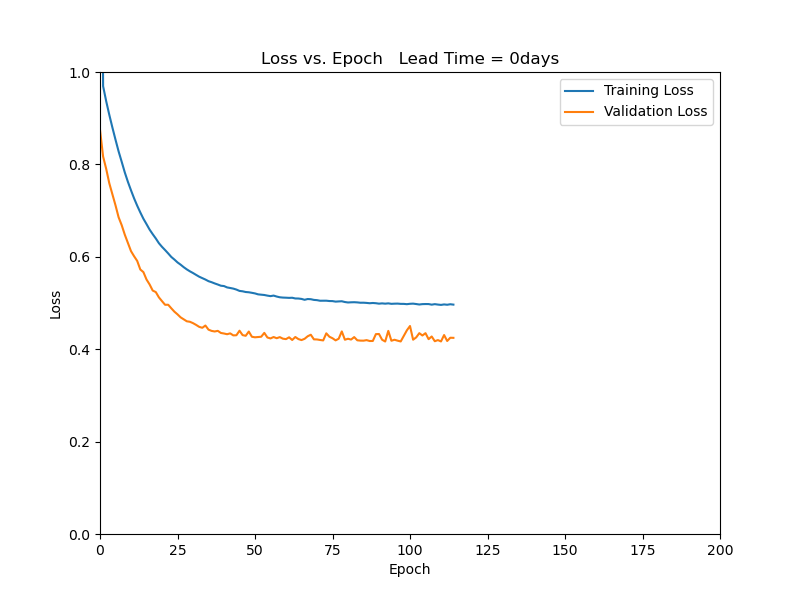 Loss vs. Epoch   Lead Time = 0days
Training Loss
Validation Loss
1.0
0.8
0.6
0.4
0.2
0.0
Loss
0 25 50 75 100 125 150 175 200
Epoch